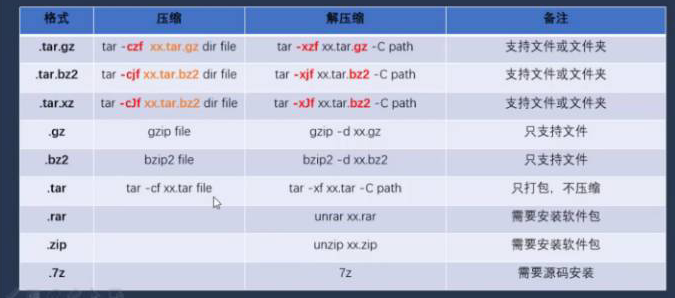 格式 压缩 解压缩 备注
.tar.gz tar -czf xx.tar.gz dir file tar -xzf xx.tar.gz -C path 支持文件或文件夹
.tar.bz2 tar -cjf xx.tar.bz2 dir file tar -xjf xx.tar.bz2 -C path 支持文件或文件夹
.tar.xz tar -cJf xx.tar.bz2 dir file tar -xJf xx.tar.bz2 -C path 支持文件或文件夹
.gz gzip file gzip -d xx.gz 只支持文件
.bz2 bzip2 file bzip2 -d xx.bz2 只支持文件
.tar tar -cf xx.tar file tar -xf xx.tar -C path 只打包，不压缩
.rar unrar xx.rar 需要安装软件包
.zip unzip xx.zip 需要安装软件包
.7z 7z 需要源码安装